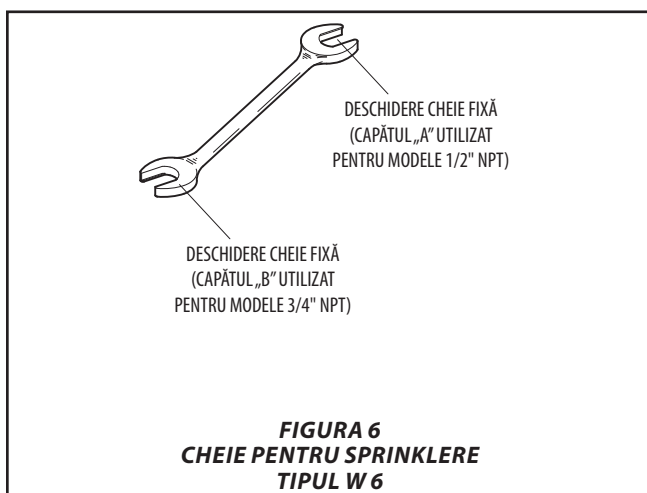 DESCHIDERE CHEIE FIXĂ
(CAPĂTUL „A” UTILIZAT
PENTRU MODELE 1/2" NPT)
DESCHIDERE CHEIE FIXĂ
(CAPĂTUL „B” UTILIZAT
PENTRU MODELE 3/4" NPT)
FIGURA 6
CHEIE PENTRU SPRINKLERE
TIPUL W 6